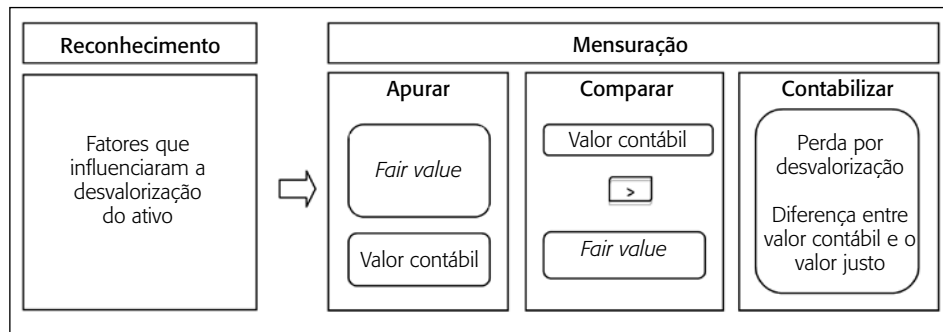 Reconhecimento
Fatores que
influenciaram a
desvalorização
do ativo
Mensuração
Apurar
Fair value
Valor contábil
Comparar
Valor contábil
>
Fair value
Contabilizar
Perda por
desvalorização
Diferença entre
valor contábil e o
valor justo